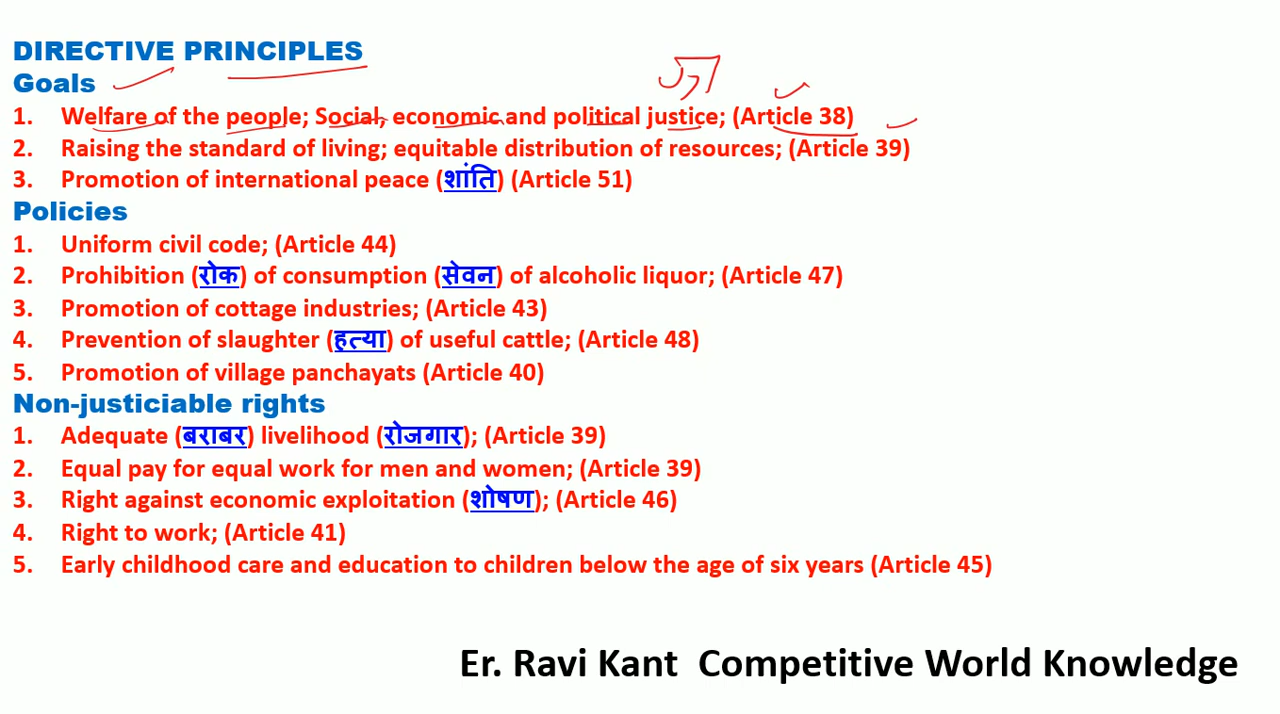 DIRECTIVE PRINCIPLES
Goals
1. Welfare of the people; Social, economic and political justice; (Article 38)
2. Raising the standard of living; equitable distribution of resources; (Article 39)
3. Promotion of international peace (शांति) (Article 51)
Policies
1. Uniform civil code; (Article 44)
2. Prohibition (रोक) of consumption (सेवन) of alcoholic liquor; (Article 47)
3. Promotion of cottage industries; (Article 43)
4. Prevention of slaughter (हत्या) of useful cattle; (Article 48)
5. Promotion of village panchayats (Article 40)
Non-justiciable rights
1. Adequate (बराबर) livelihood (रोजगार); (Article 39)
2. Equal pay for equal work for men and women; (Article 39)
3. Right against economic exploitation (शोषण); (Article 46)
4. Right to work; (Article 41)
5. Early childhood care and education to children below the age of six years (Article 45)
Er. Ravi Kant Competitive World Knowledge